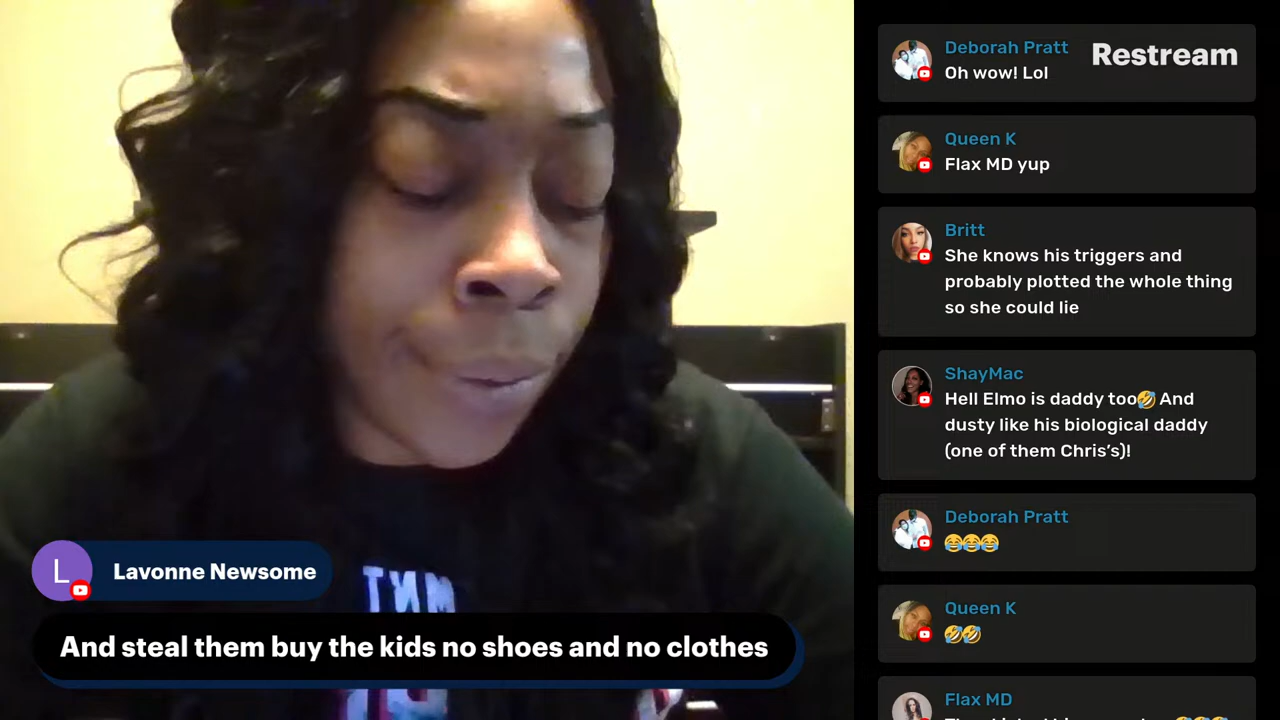 Deborah Pratt
Restream
Oh wow! Lol
Queen K
Flax MD yup
Britt
She knows his triggers and
probably plotted the whole thing
so she could lie
ShayMac
Hell Elmo is daddy too🤣 And
dusty like his biological daddy
(one of them Chris’s)!
Deborah Pratt
😂😂😂
Queen K
🤣🤣
Flax MD
L
Lavonne Newsome
And steal them buy the kids no shoes and no clothes